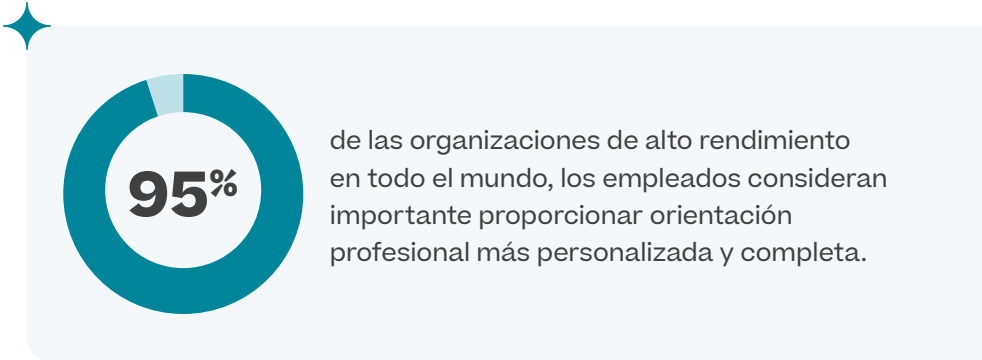 95%
de las organizaciones de alto rendimiento
en todo el mundo, los empleados consideran
importante proporcionar orientación
profesional más personalizada y completa.